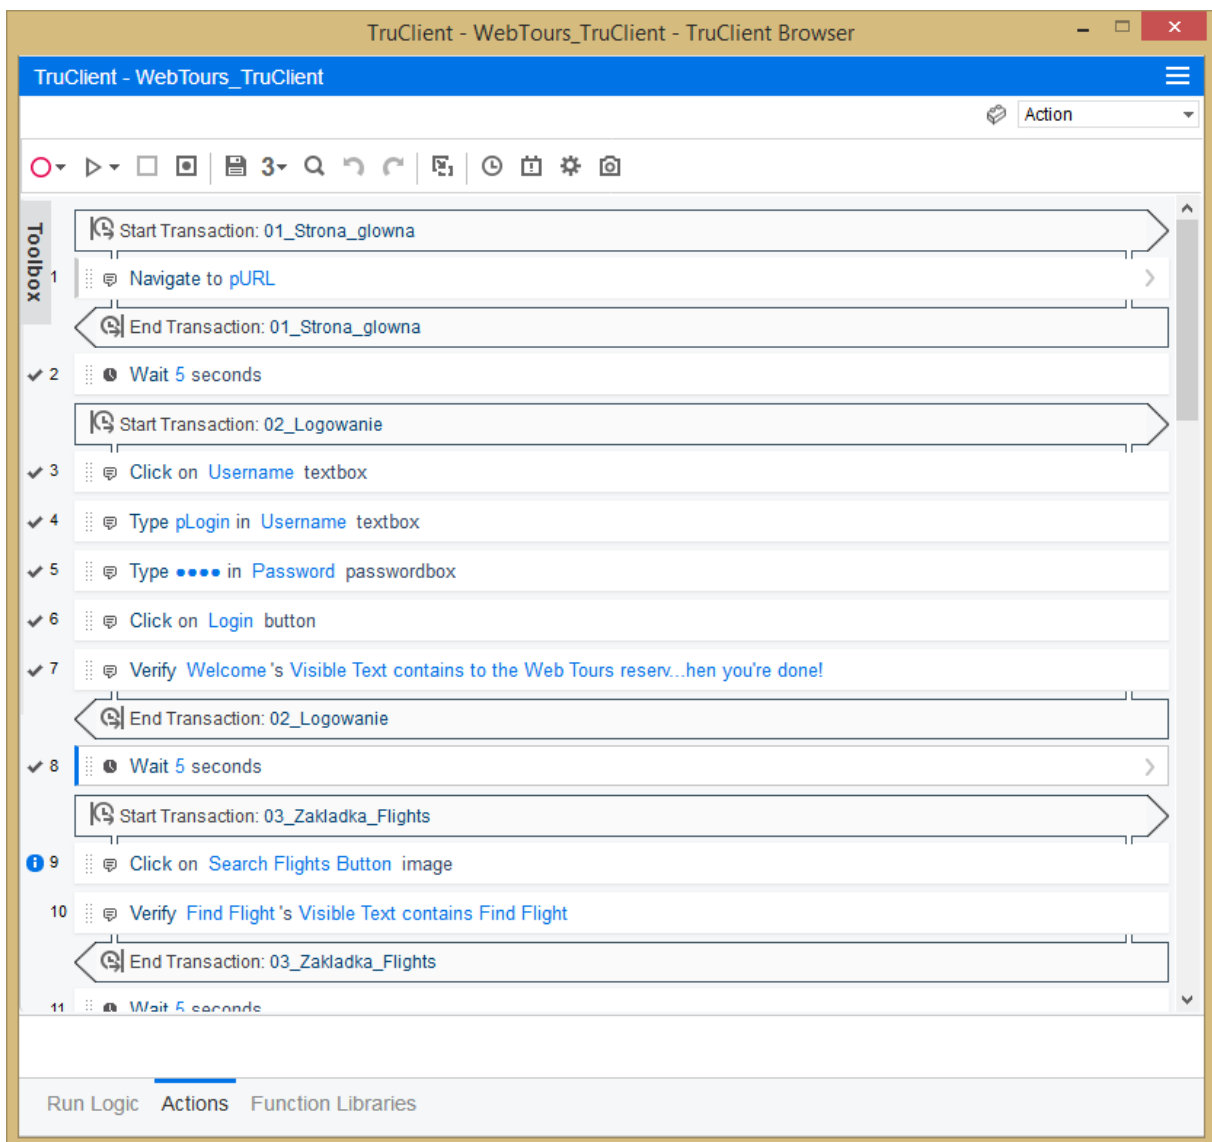 TruClient - WebTours_TruClient - TruClient Browser
TruClient - WebTours_TruClient
Action
3
Toolbox
Start Transaction: 01_Strona_glowna
1 Navigate to pURL
End Transaction: 01_Strona_glowna
2 Wait 5 seconds
Start Transaction: 02_Logowanie
3 Click on Username textbox
4 Type pLogin in Username textbox
5 Type •••• in Password passwordbox
6 Click on Login button
7 Verify Welcome 's Visible Text contains to the Web Tours reserv...hen you're done!
End Transaction: 02_Logowanie
8 Wait 5 seconds
Start Transaction: 03_Zakladka_Flights
9 Click on Search Flights Button image
10 Verify Find Flight 's Visible Text contains Find Flight
End Transaction: 03_Zakladka_Flights
11 Wait 5 seconds
Run Logic Actions Function Libraries